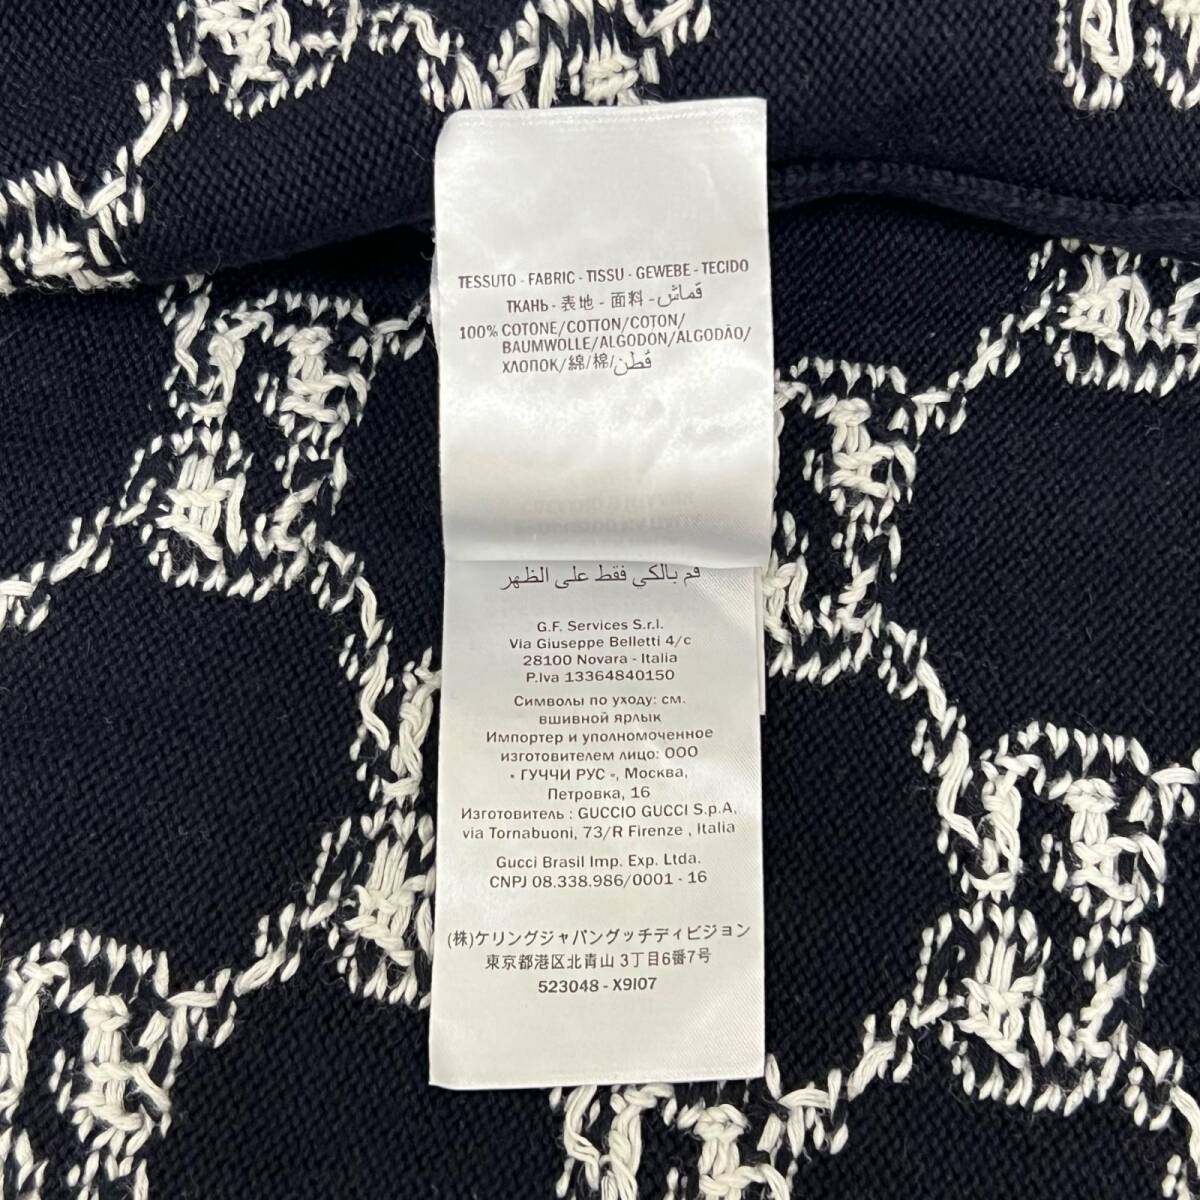 TESSUTO - FABRIC - TISSU - GEWEBE - TECIDO
ТКАНЬ - 表地 - 面料 - قماش
100% COTONE/COTTON/COTON/
BAUMWOLLE/ALGODON/ALGODÃO/
ХЛОПОК/綿/棉/قطن
قم بالكي فقط على الظهر
G.F. Services S.r.l.
Via Giuseppe Belletti 4/c
28100 Novara - Italia
P.Iva 13364840150
Символы по уходу: см.
вшивной ярлык
Импортер и уполномоченное
изготовителем лицо: ООО
« ГУЧЧИ РУС », Москва,
Петровка, 16
Изготовитель : GUCCIO GUCCI S.p.A,
via Tornabuoni, 73/R Firenze , Italia
Gucci Brasil Imp. Exp. Ltda.
CNPJ 08.338.986/0001 - 16
(株)ケリングジャパングッチディビジョン
東京都港区北青山 3丁目6番7号
523048 - X9I07